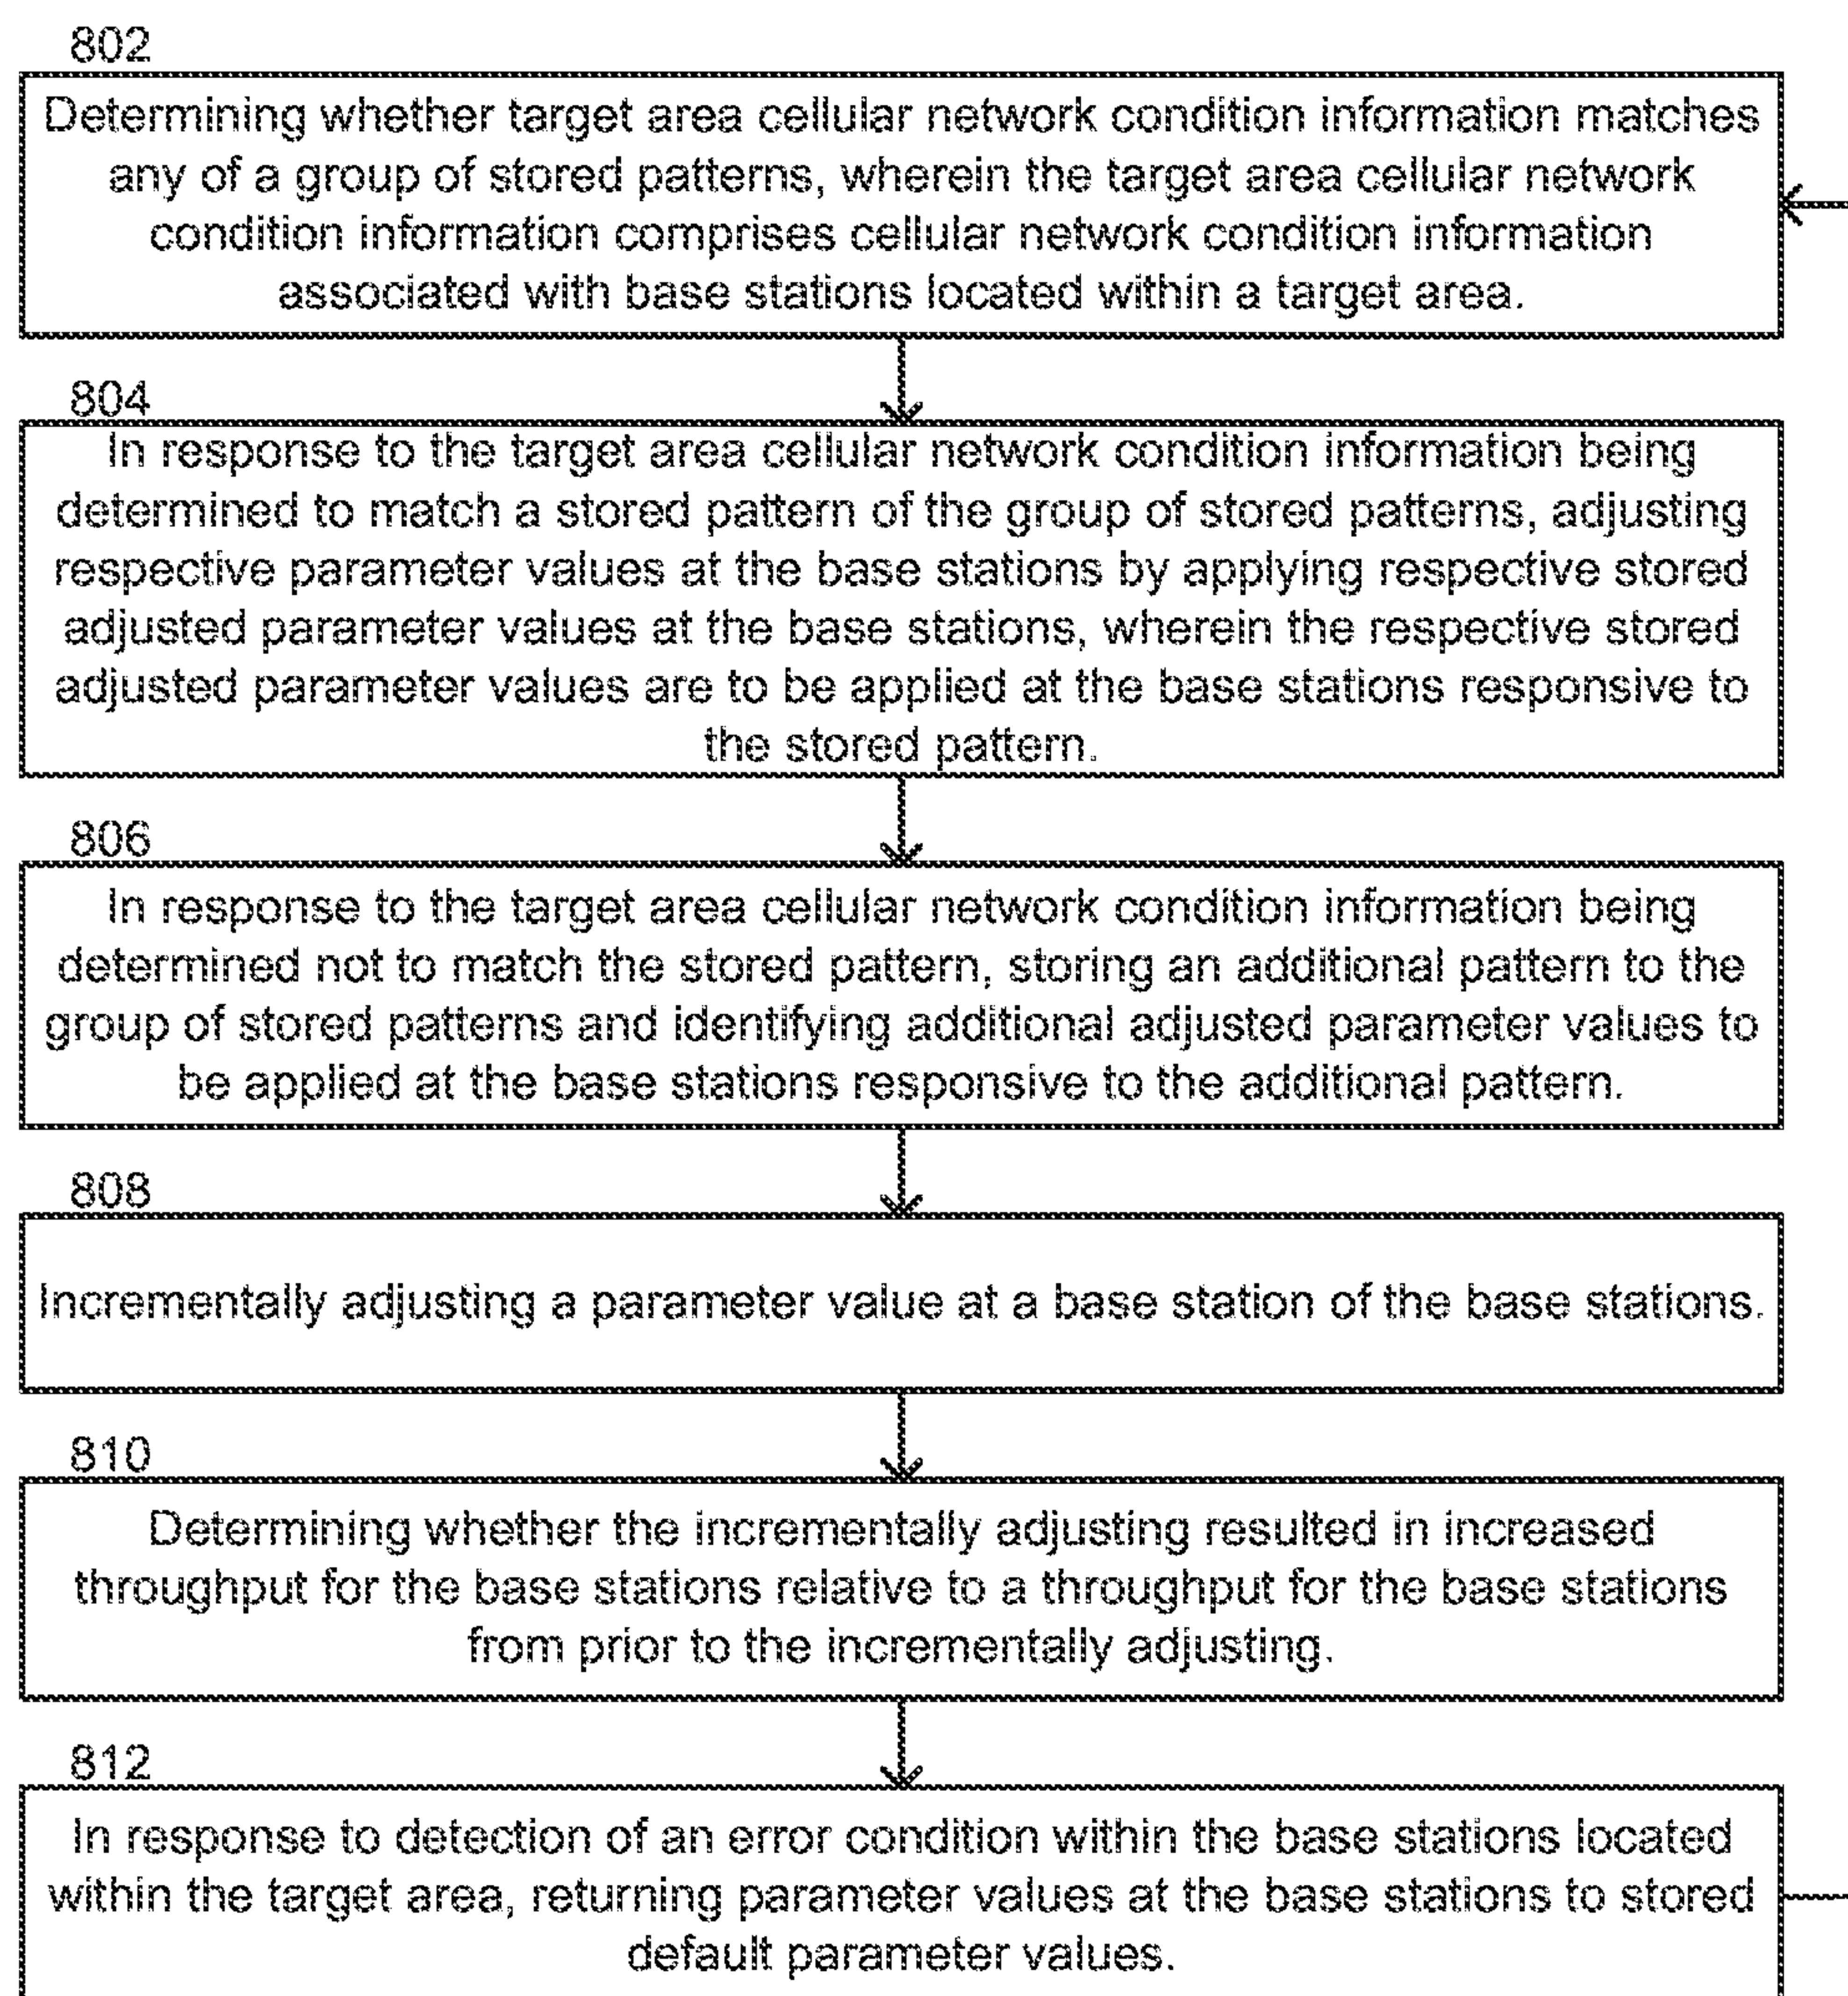 802
Determining whether target area cellular network condition information matches
any of a group of stored patterns, wherein the target area cellular network
condition information comprises cellular network condition information
associated with base stations located within a target area.
804
In response to the target area cellular network condition information being
determined to match a stored pattern of the group of stored patterns, adjusting
respective parameter values at the base stations by applying respective stored
adjusted parameter values at the base stations, wherein the respective stored
adjusted parameter values are to be applied at the base stations responsive to
the stored pattern.
806
In response to the target area cellular network condition information being
determined not to match the stored pattern, storing an additional pattern to the
group of stored patterns and identifying additional adjusted parameter values to
be applied at the base stations responsive to the additional pattern.
808
Incrementally adjusting a parameter value at a base station of the base stations.
810
Determining whether the incrementally adjusting resulted in increased
throughput for the base stations relative to a throughput for the base stations
from prior to the incrementally adjusting.
812
In response to detection of an error condition within the base stations located
within the target area, returning parameter values at the base stations to stored
default parameter values.